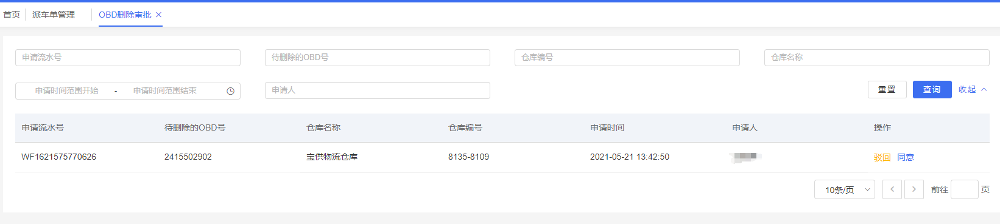 首页 派车单管理 OBD删除审批
申请流水号 待删除的OBD号 仓库编号 仓库名称
申请时间范围开始 - 申请时间范围结束 申请人 重置 查询 收起
申请流水号 待删除的OBD号 仓库名称 仓库编号 申请时间 申请人 操作
WF1621575770626 2415502902 宝供物流仓库 8135-8109 2021-05-21 13:42:50 驳回 同意
10条/页 前往 页